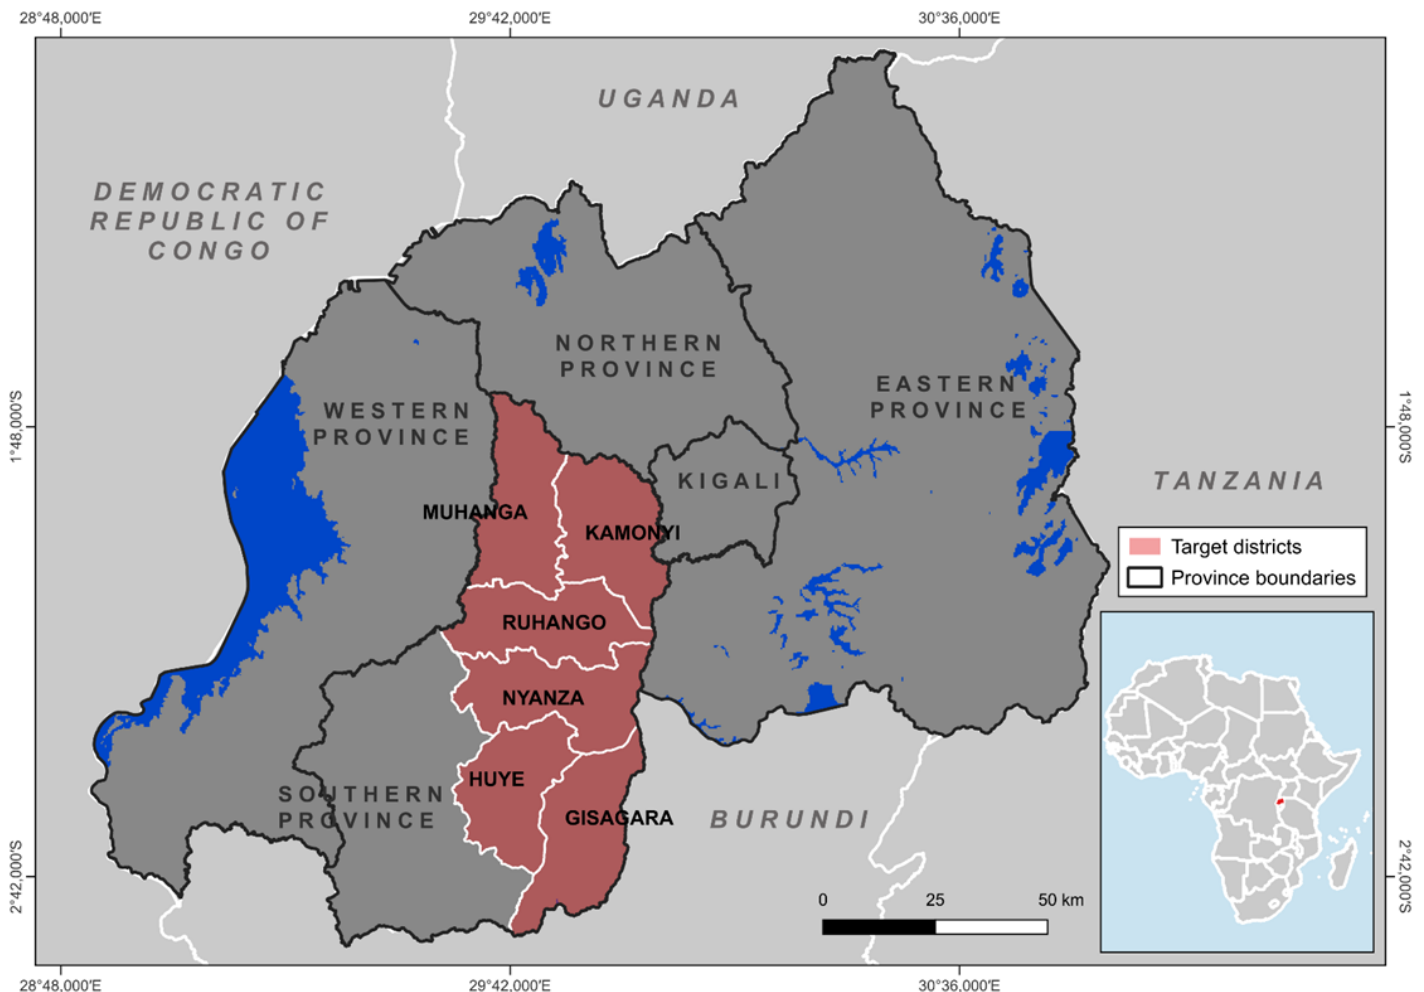 28°48,000'E
29°42,000'E
30°36,000'E
UGANDA
DEMOCRATIC
REPUBLIC OF
CONGO
NORTHERN
PROVINCE
EASTERN
PROVINCE
WESTERN
PROVINCE
1°48,000'S
1°48,000'S
KIGALI
TANZANIA
MUHANGA
KAMONYI
Target districts
Province boundaries
RUHANGO
NYANZA
HUYE
SOUTHERN
PROVINCE
GISAGARA
BURUNDI
2°42,000'S
2°42,000'S
0 25 50 km
28°48,000'E
29°42,000'E
30°36,000'E